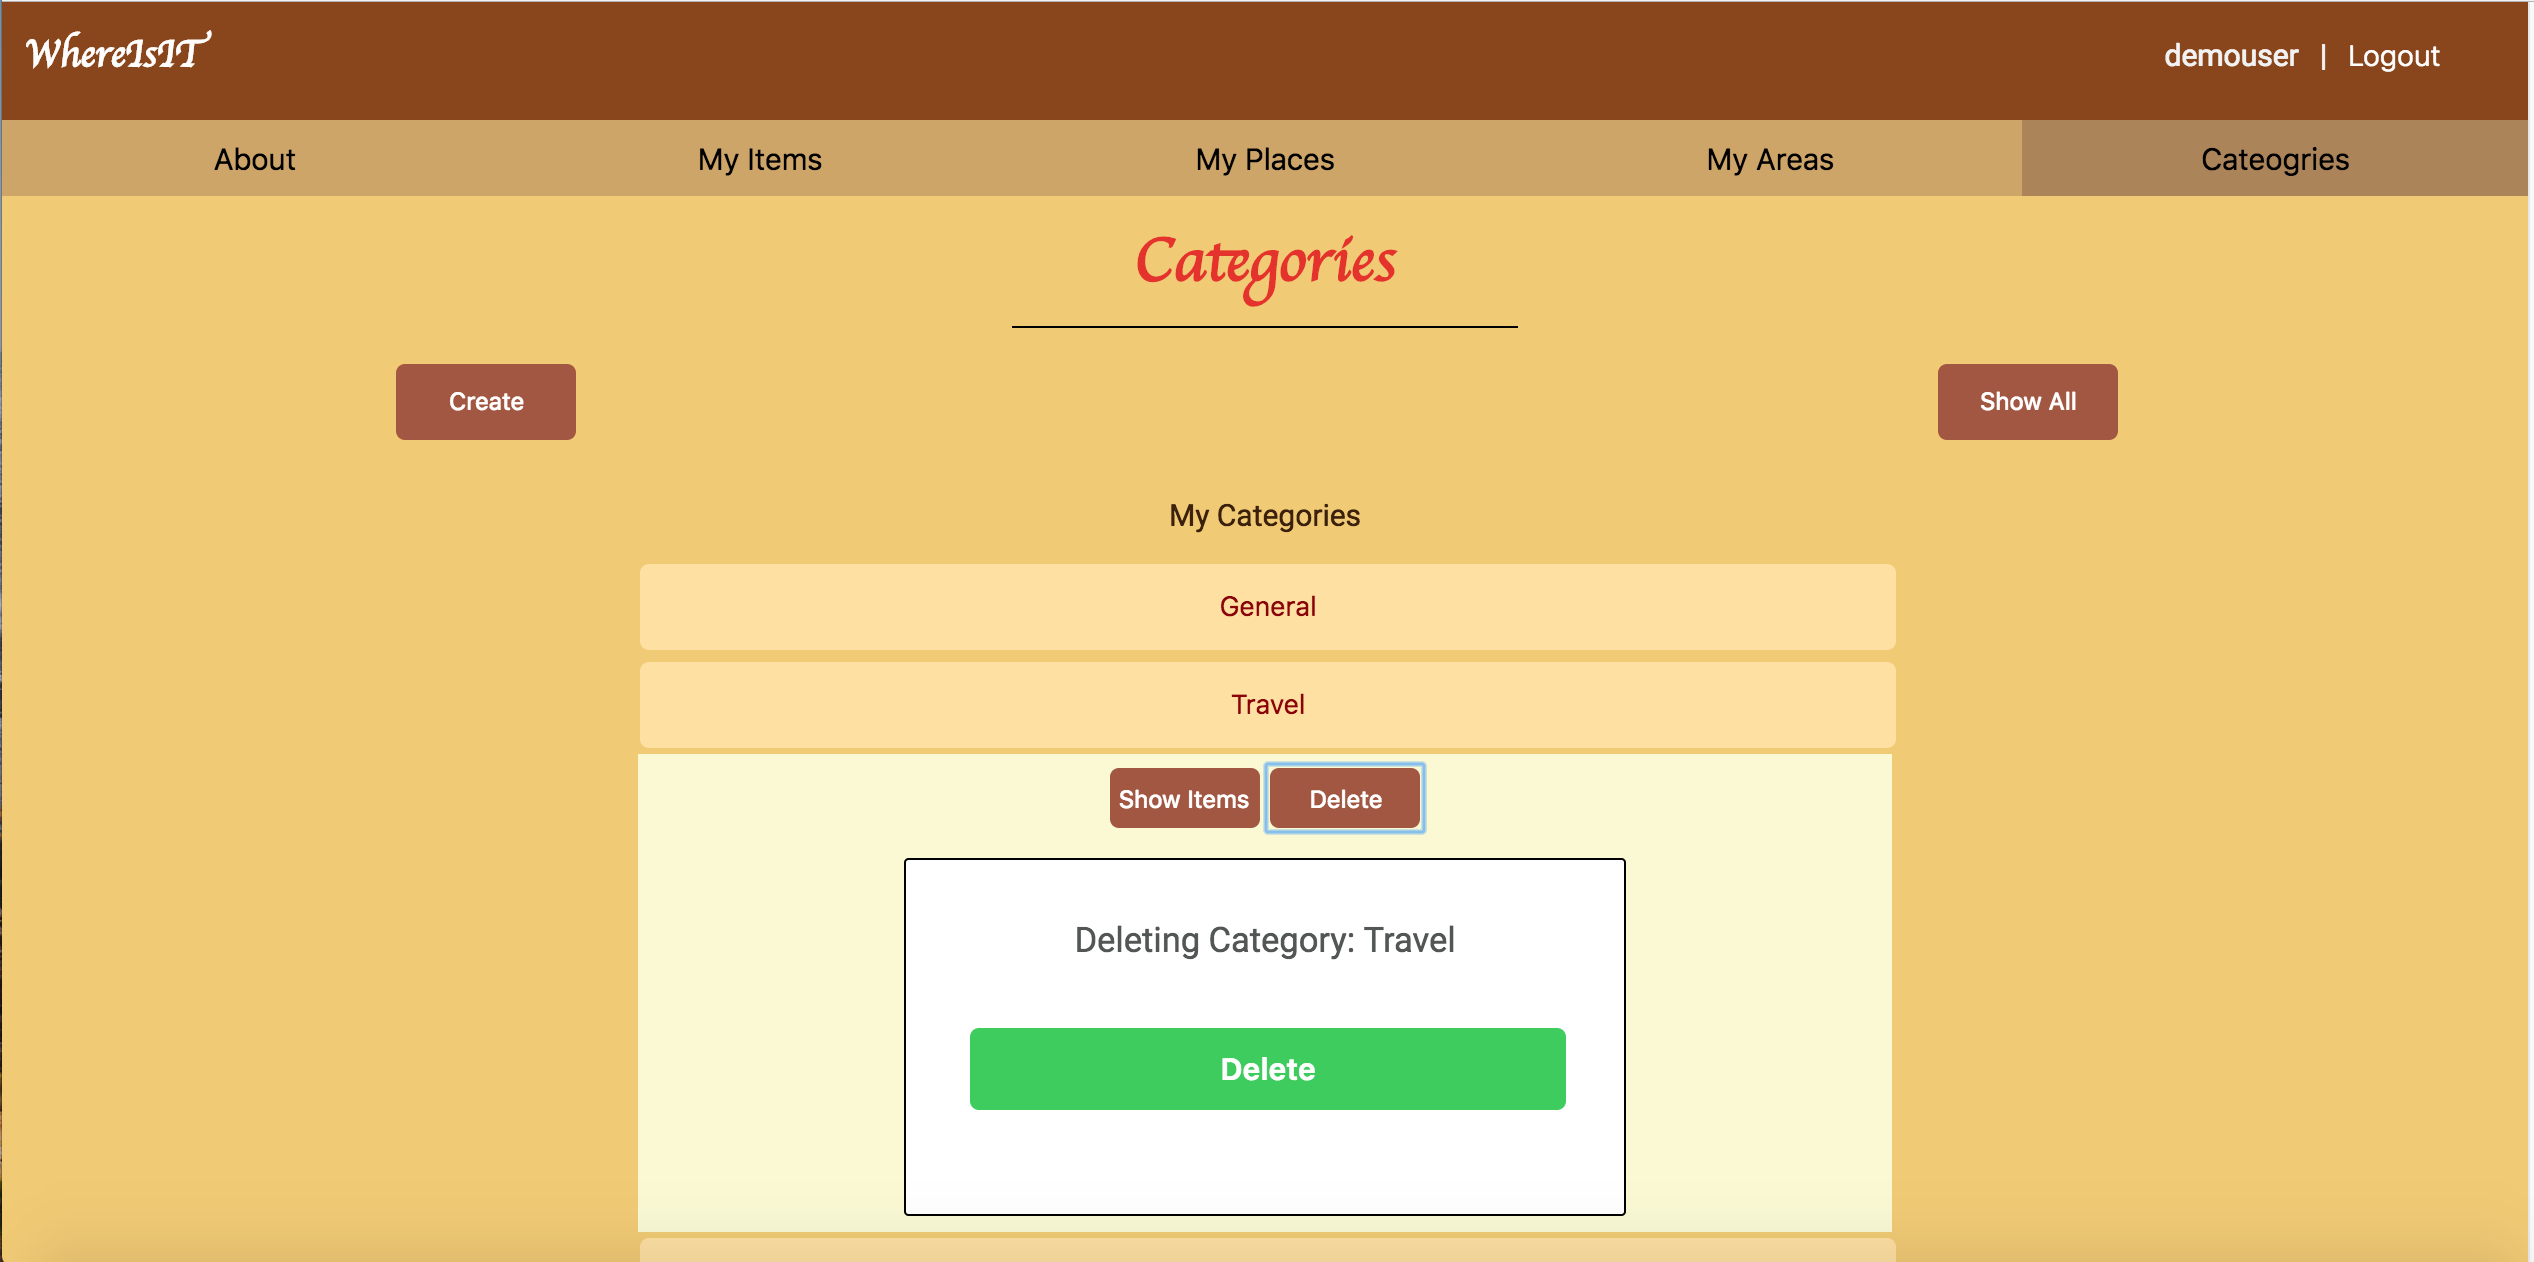 WhereIsIT
demouser | Logout
About My Items My Places My Areas Cateogries
Categories
Create Show All
My Categories
General
Travel
Show Items Delete
Deleting Category: Travel
Delete